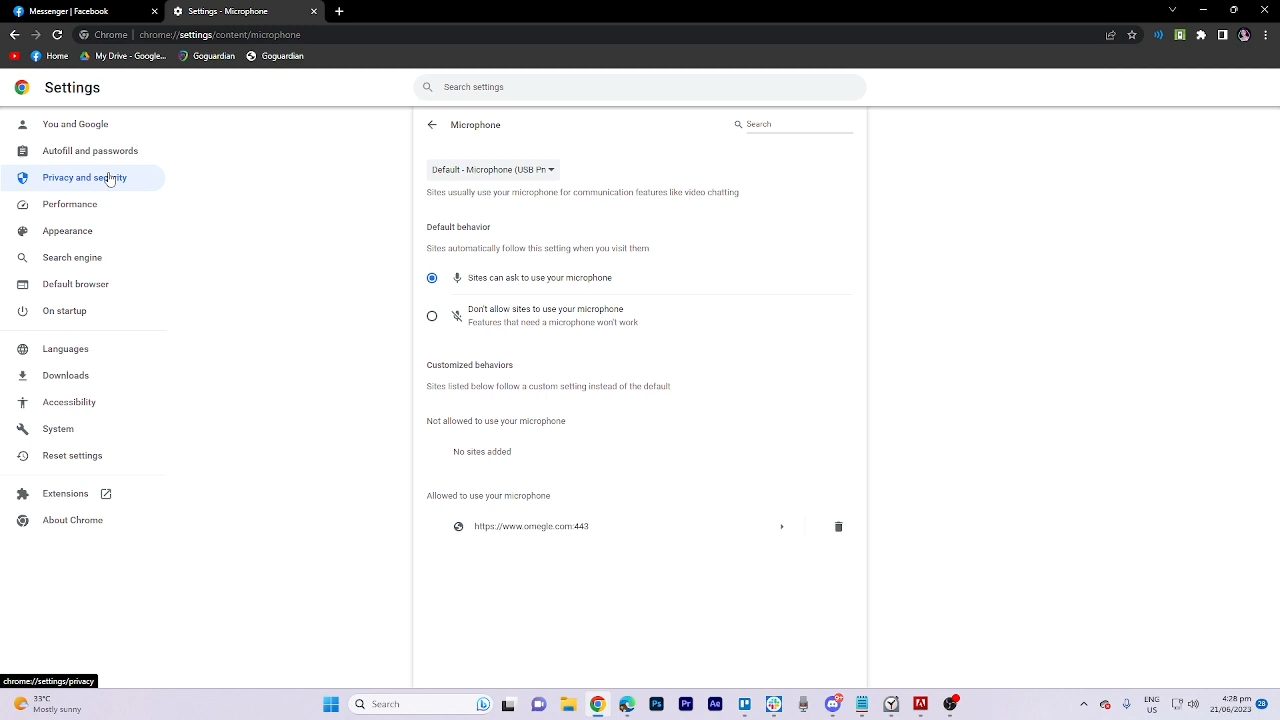 Messenger | Facebook
Settings - Microphone
Chrome | chrome://settings/content/microphone
Home
My Drive - Google...
Goguardian
Goguardian
Settings
Search settings
You and Google
Autofill and passwords
Privacy and security
Performance
Appearance
Search engine
Default browser
On startup
Languages
Downloads
Accessibility
System
Reset settings
Extensions
About Chrome
Microphone
Search
Default - Microphone (USB Pn
Sites usually use your microphone for communication features like video chatting
Default behavior
Sites automatically follow this setting when you visit them
Sites can ask to use your microphone
Don't allow sites to use your microphone
Features that need a microphone won't work
Customized behaviors
Sites listed below follow a custom setting instead of the default
Not allowed to use your microphone
No sites added
Allowed to use your microphone
https://www.omegle.com:443
chrome://settings/privacy
33°C
Mostly sunny
Search
Ps
Pr
Ae
ENG
US
4:28 pm
21/06/2023
23